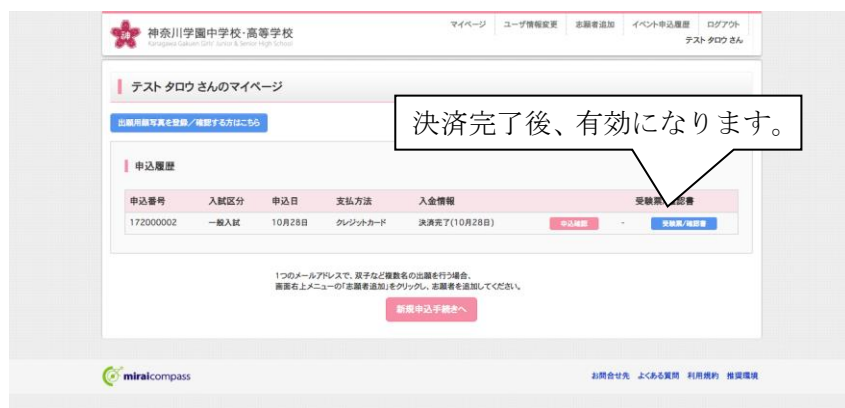 神奈川学園中学校・高等学校
Kanagawa Gakuen Girls' Junior & Senior High School
マイページ ユーザ情報変更 志願者追加 イベント申込履歴 ログアウト
テスト タロウ さん
テスト タロウ さんのマイページ
出願用顔写真を登録／確認する方はこちら
決済完了後、有効になります。
申込履歴
申込番号 入試区分 申込日 支払方法 入金情報 受験票/確認書
172000002 一般入試 10月28日 クレジットカード 決済完了(10月28日) 申込確認 - 受験票/確認書
1つのメールアドレスで、双子など複数名の出願を行う場合、
画面右上メニューの「志願者追加」をクリックし、志願者を追加してください。
新規申込手続きへ
miraicompass
お問合せ先 よくある質問 利用規約 推奨環境